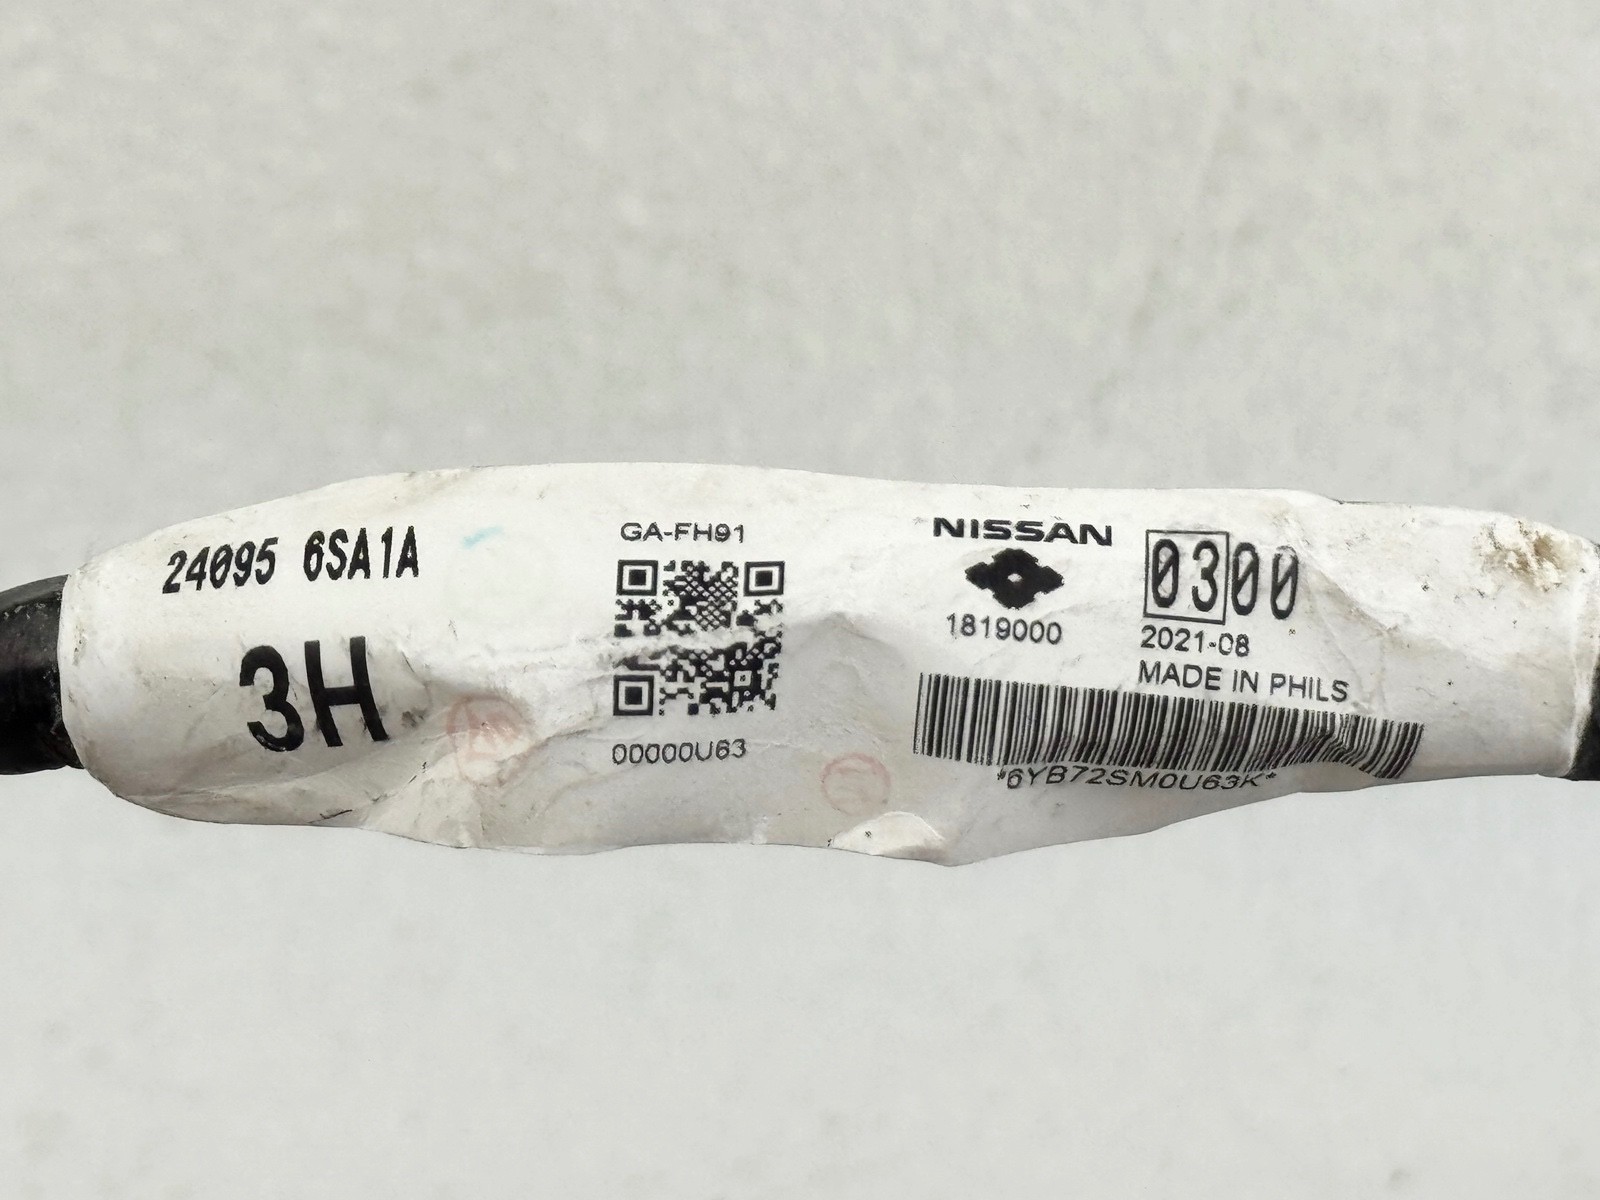 24095 6SA1A
3H
GA-FH91
00000U63
NISSAN
1819000
0300
2021-08
MADE IN PHILS
*6YB72SM0U63K*